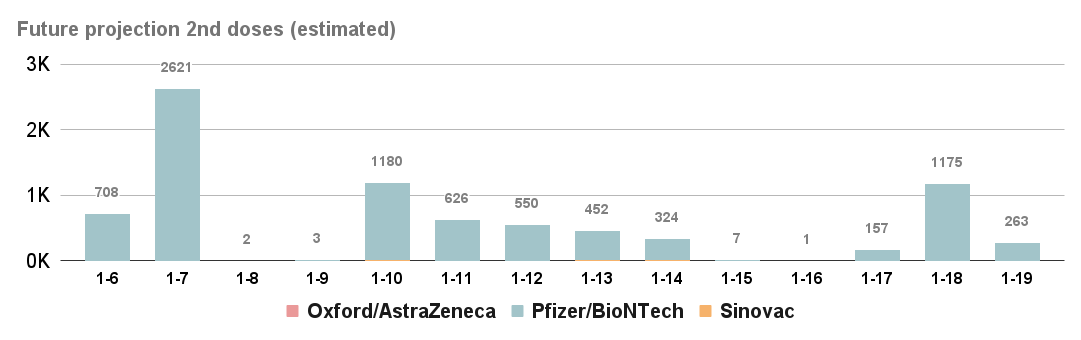 Future projection 2nd doses (estimated)
3K
2621
2K
1180
1175
1K
708
626
550
452
324
263
157
2
3
7
1
0K
1-6 1-7 1-8 1-9 1-10 1-11 1-12 1-13 1-14 1-15 1-16 1-17 1-18 1-19
Oxford/AstraZeneca Pfizer/BioNTech Sinovac